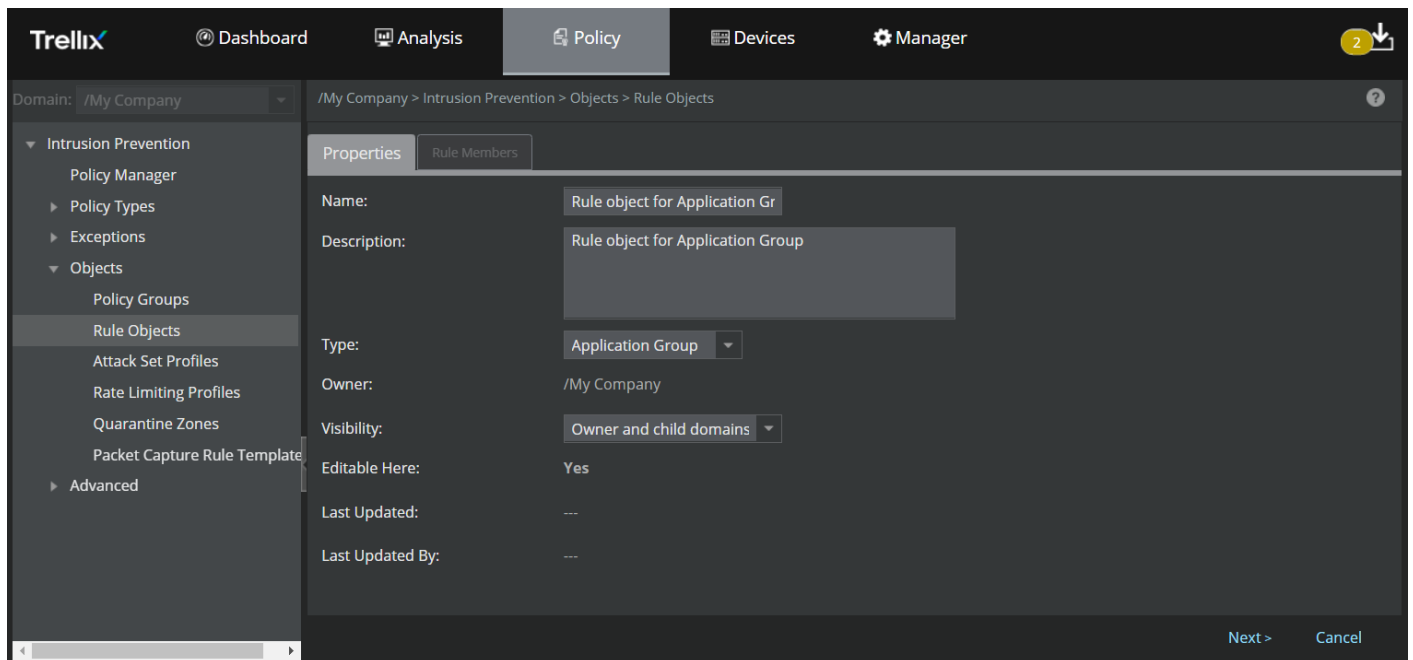 Trellix
Dashboard
Analysis
Policy
Devices
Manager
2
Domain: /My Company
/My Company > Intrusion Prevention > Objects > Rule Objects
?
Intrusion Prevention
Policy Manager
Policy Types
Exceptions
Objects
Policy Groups
Rule Objects
Attack Set Profiles
Rate Limiting Profiles
Quarantine Zones
Packet Capture Rule Template
Advanced
Properties
Rule Members
Name: Rule object for Application Gr
Description: Rule object for Application Group
Type: Application Group
Owner: /My Company
Visibility: Owner and child domains
Editable Here: Yes
Last Updated: ---
Last Updated By: ---
Next >
Cancel